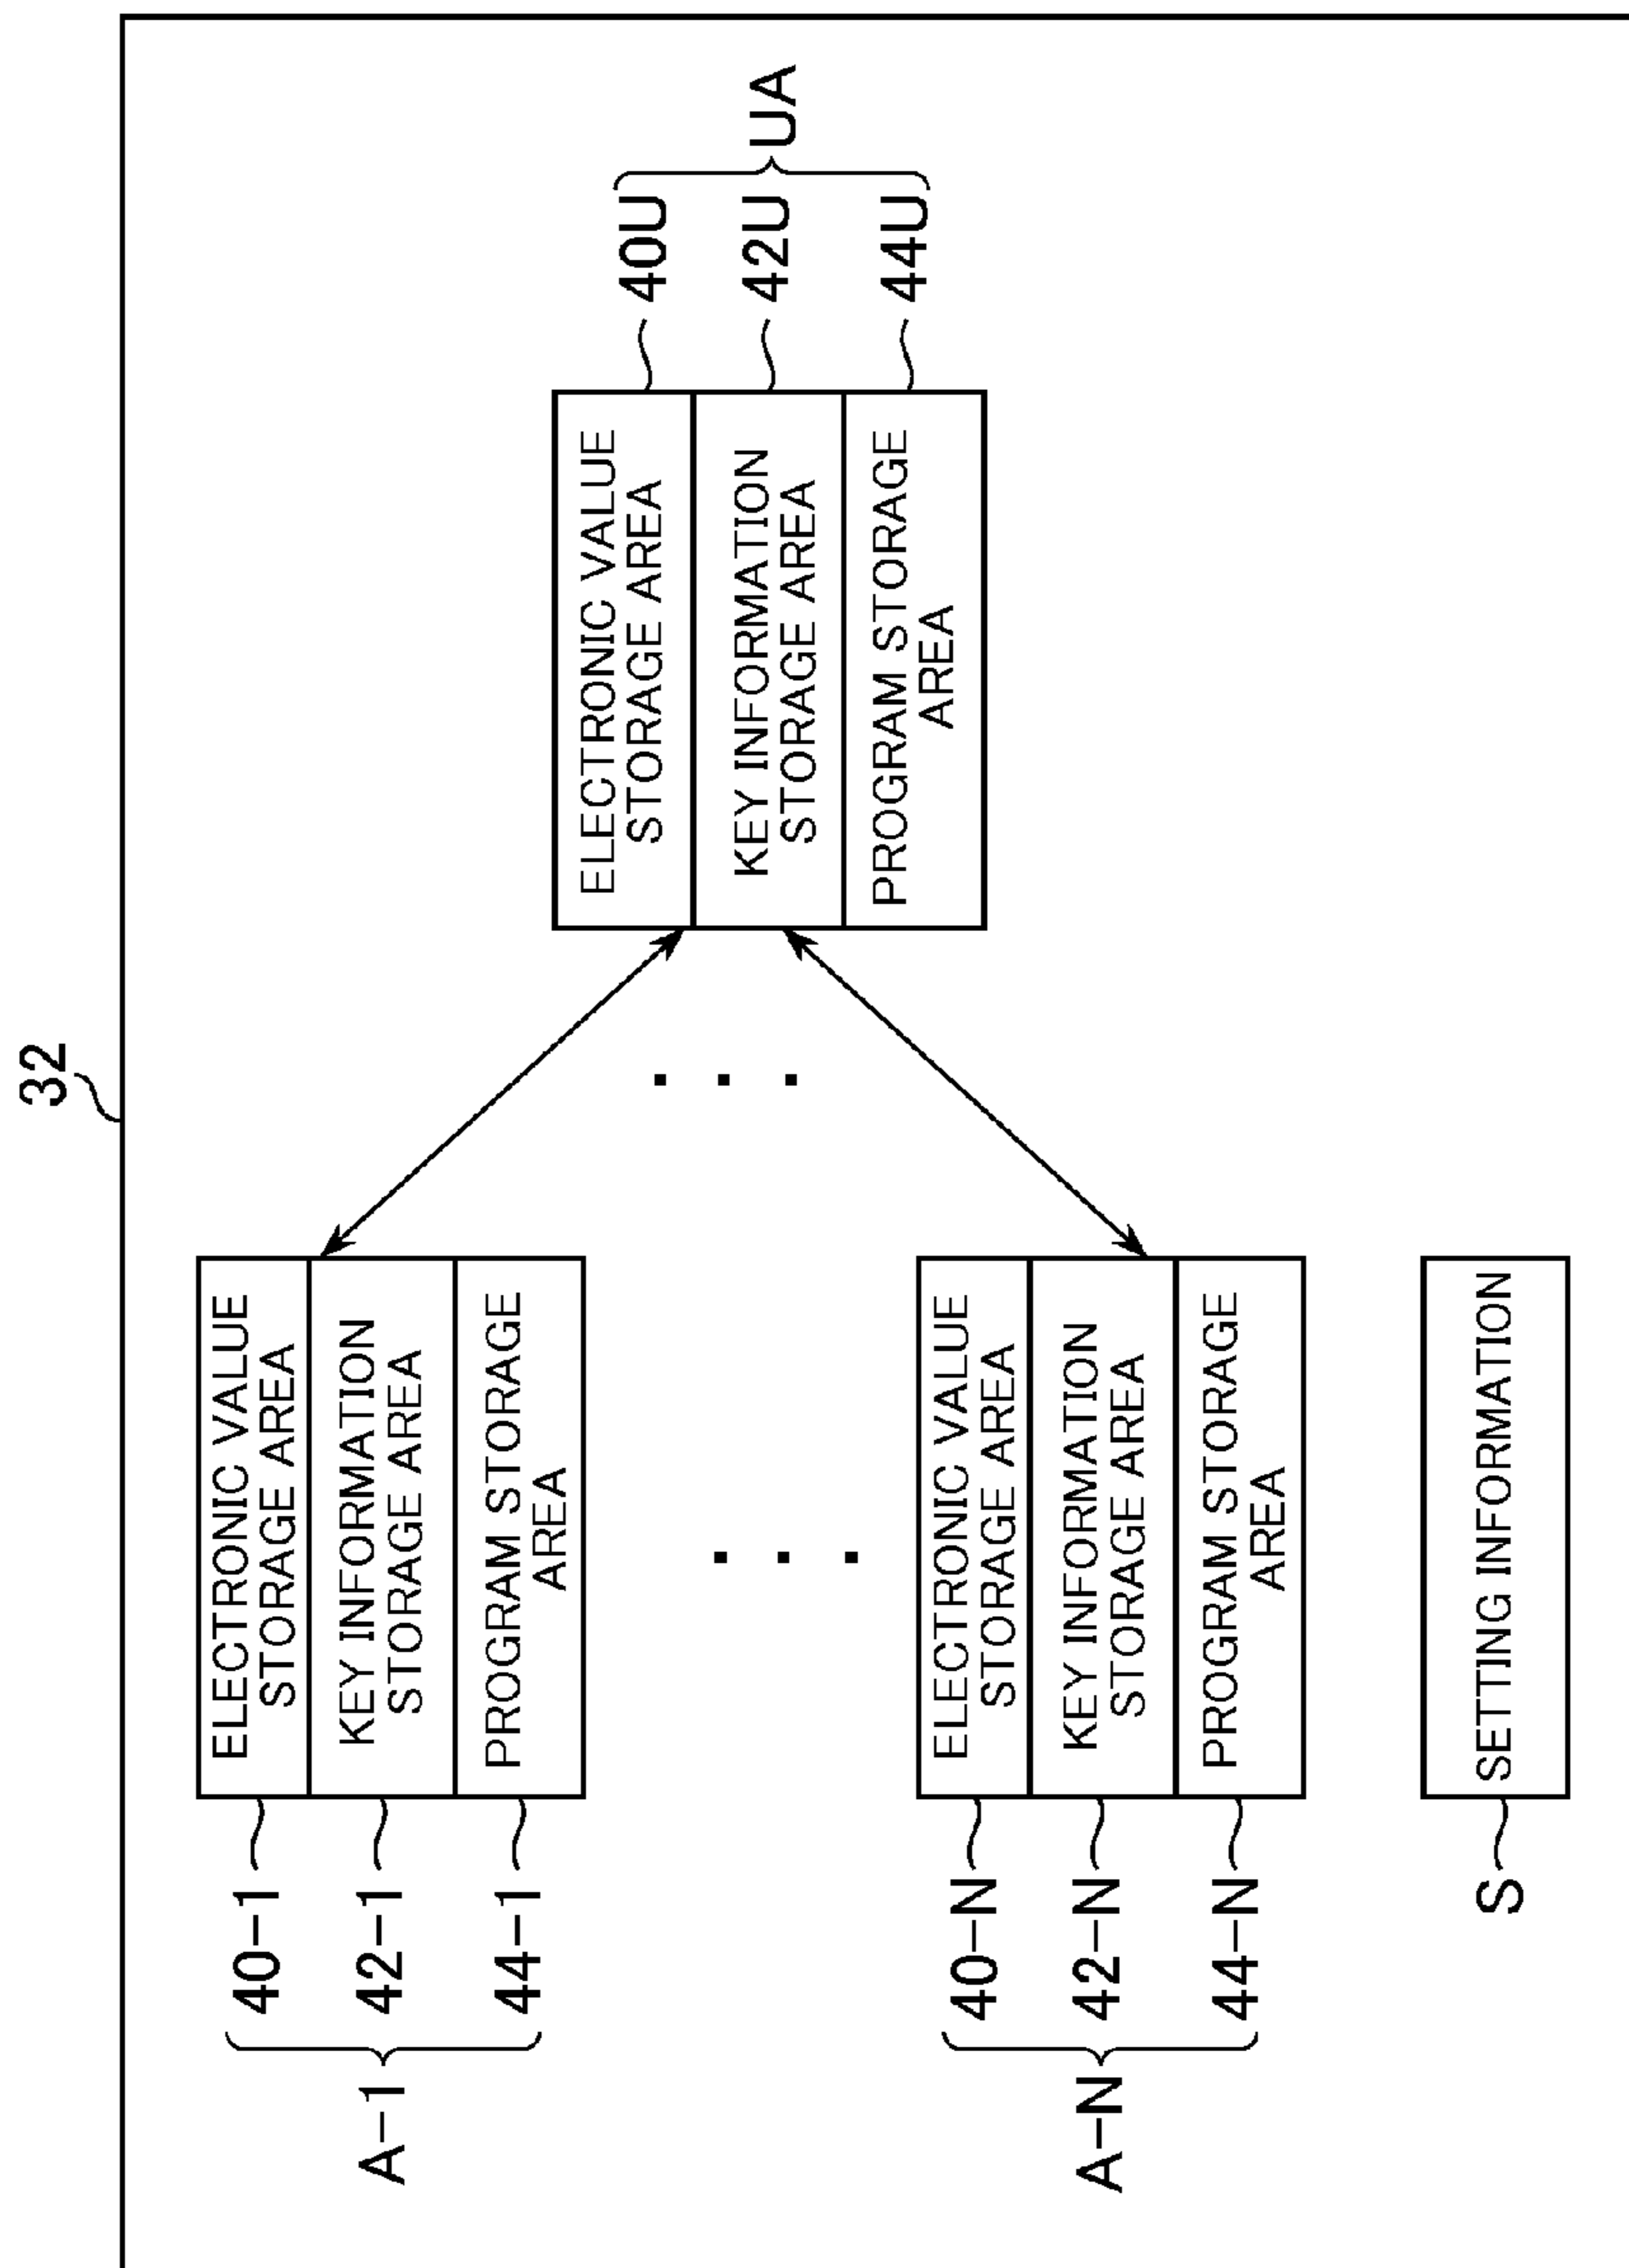 32
A-1
40-1
42-1
44-1
ELECTRONIC VALUE
STORAGE AREA
KEY INFORMATION
STORAGE AREA
PROGRAM STORAGE
AREA
ELECTRONIC VALUE
STORAGE AREA
KEY INFORMATION
STORAGE AREA
PROGRAM STORAGE
AREA
40U
42U
44U
UA
. . .
. . .
A-N
40-N
42-N
44-N
ELECTRONIC VALUE
STORAGE AREA
KEY INFORMATION
STORAGE AREA
PROGRAM STORAGE
AREA
S
SETTING INFORMATION